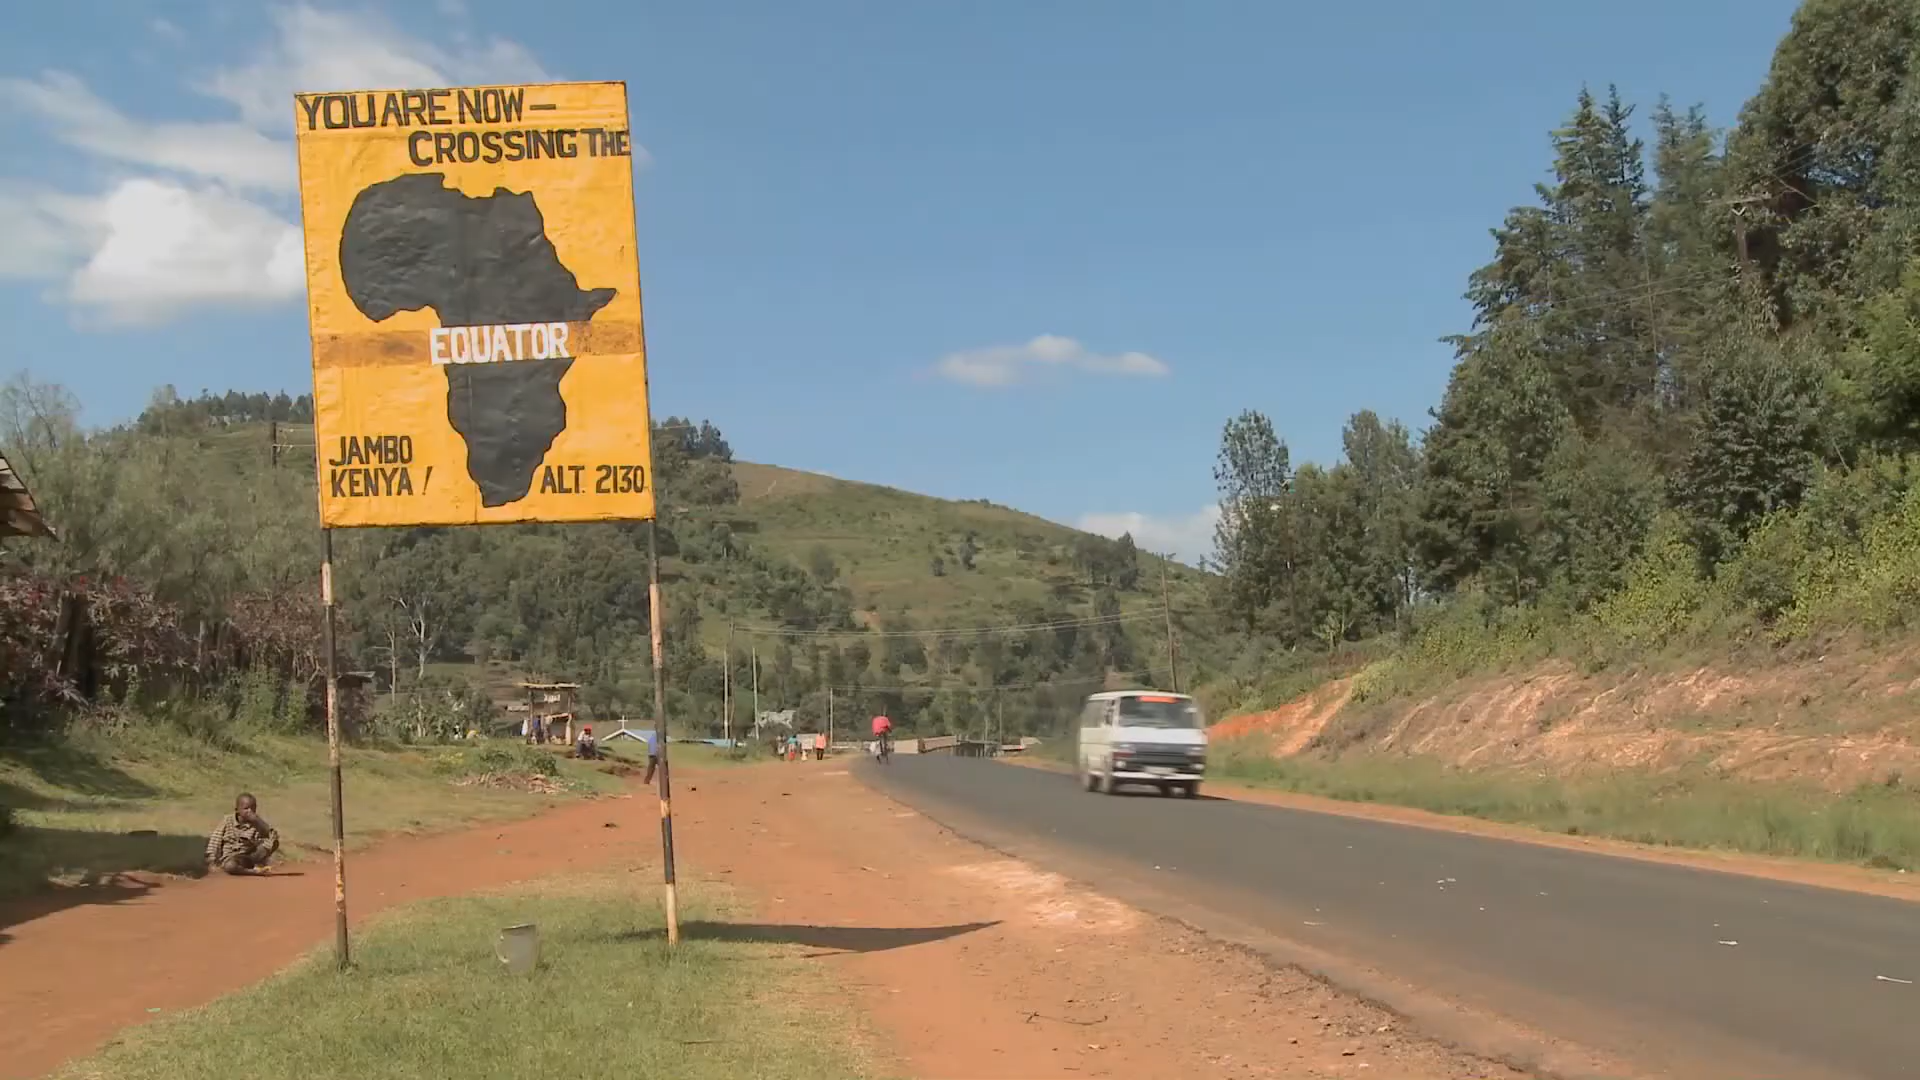 YOU ARE NOW —
CROSSING THE
EQUATOR
JAMBO
KENYA!
ALT. 2130